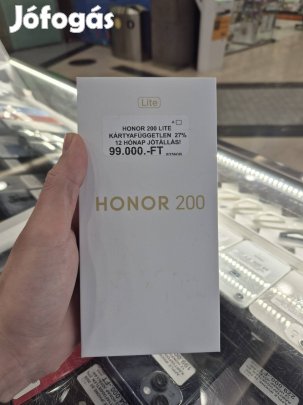 Jófogás
Lite
HONOR 200 LITE
KÁRTYAFÜGGETLEN 27%
12 HÓNAP JÓTÁLLÁS!
99.000.-FT
HONOR 200